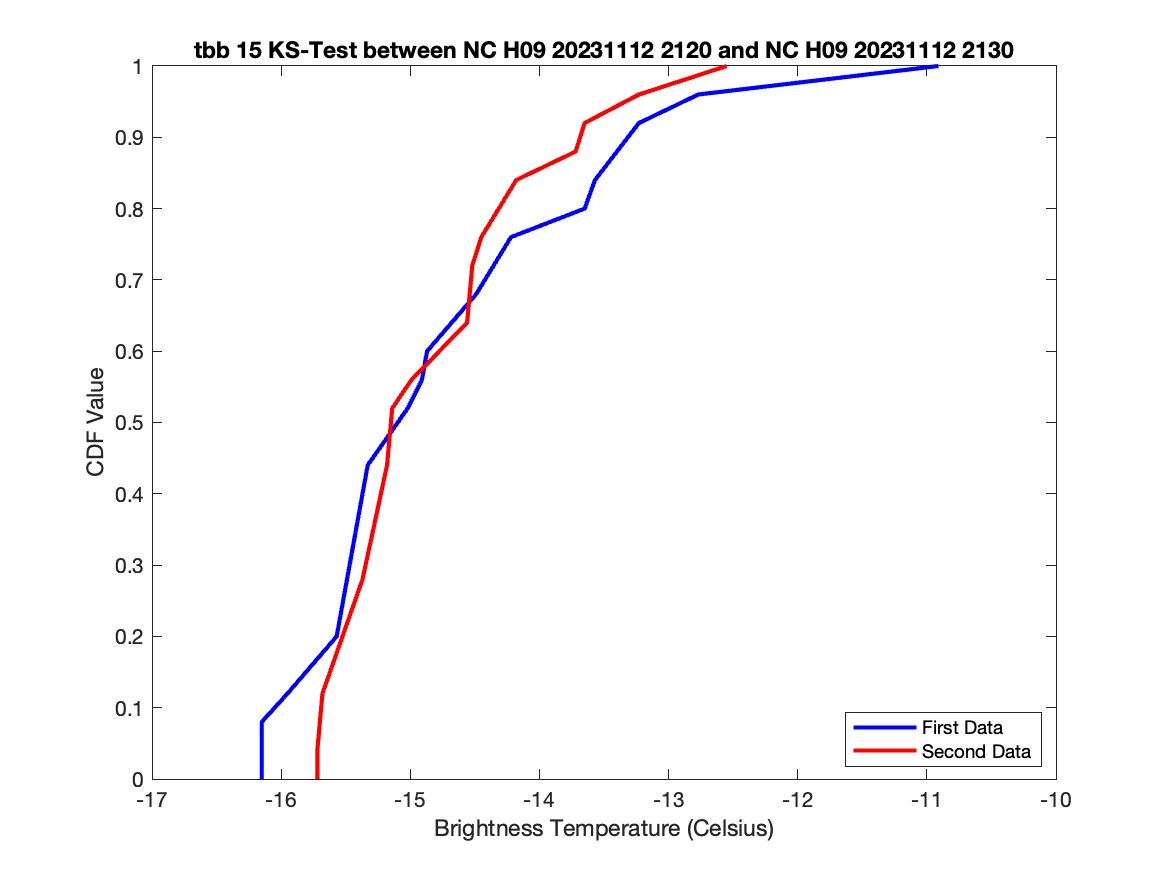 tbb 15 KS-Test between NC H09 20231112 2120 and NC H09 20231112 2130
1
0.9
0.8
0.7
0.6
0.5
0.4
0.3
0.2
0.1
0
CDF Value
First Data
Second Data
-17 -16 -15 -14 -13 -12 -11 -10
Brightness Temperature (Celsius)